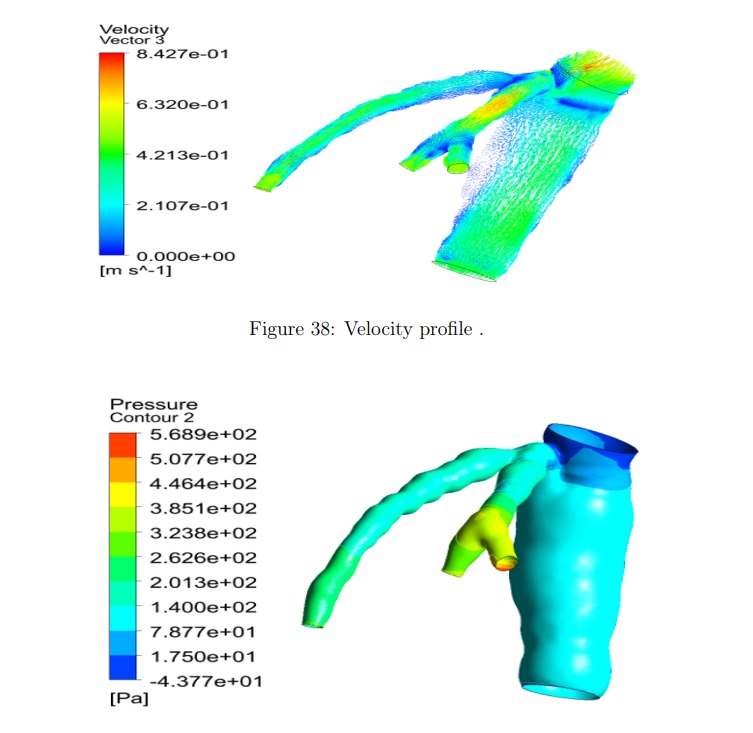 Velocity
Vector 3
8.427e-01
6.320e-01
4.213e-01
2.107e-01
0.000e+00
[m s^-1]
Figure 38: Velocity profile .
Pressure
Contour 2
5.689e+02
5.077e+02
4.464e+02
3.851e+02
3.238e+02
2.626e+02
2.013e+02
1.400e+02
7.877e+01
1.750e+01
-4.377e+01
[Pa]